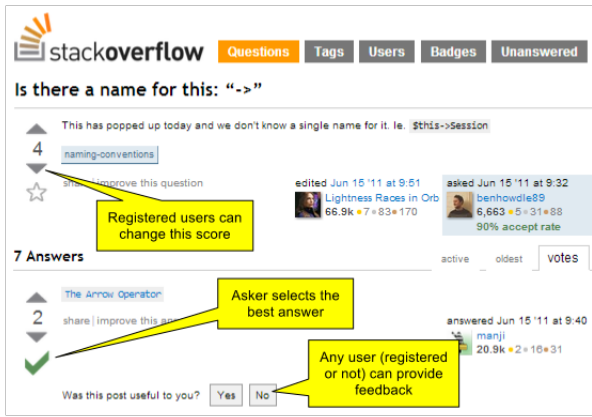 stackoverflow
Questions Tags Users Badges Unanswered
Is there a name for this: “->”
This has popped up today and we don't know a single name for it. Ie. $this->Session
4
naming-conventions
share improve this question
edited Jun 15 '11 at 9:51
Lightness Races in Orb
66.9k 7 83 170
asked Jun 15 '11 at 9:32
benhowdle89
6,663 5 31 88
90% accept rate
Registered users can
change this score
7 Answers
active oldest votes
The Arrow Operator
2
share | improve this
Asker selects the
best answer
answered Jun 15 '11 at 9:40
manji
20.9k 2 16 31
Any user (registered
or not) can provide
feedback
Was this post useful to you? Yes No